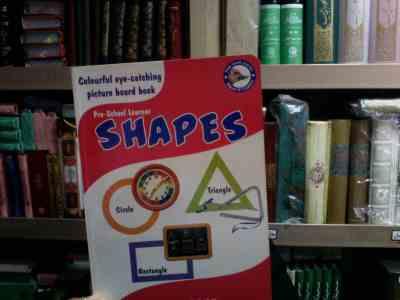 Colourful eye-catching
picture board book
Pre-School Learner
SHAPES
Triangle
Circle
Rectangle